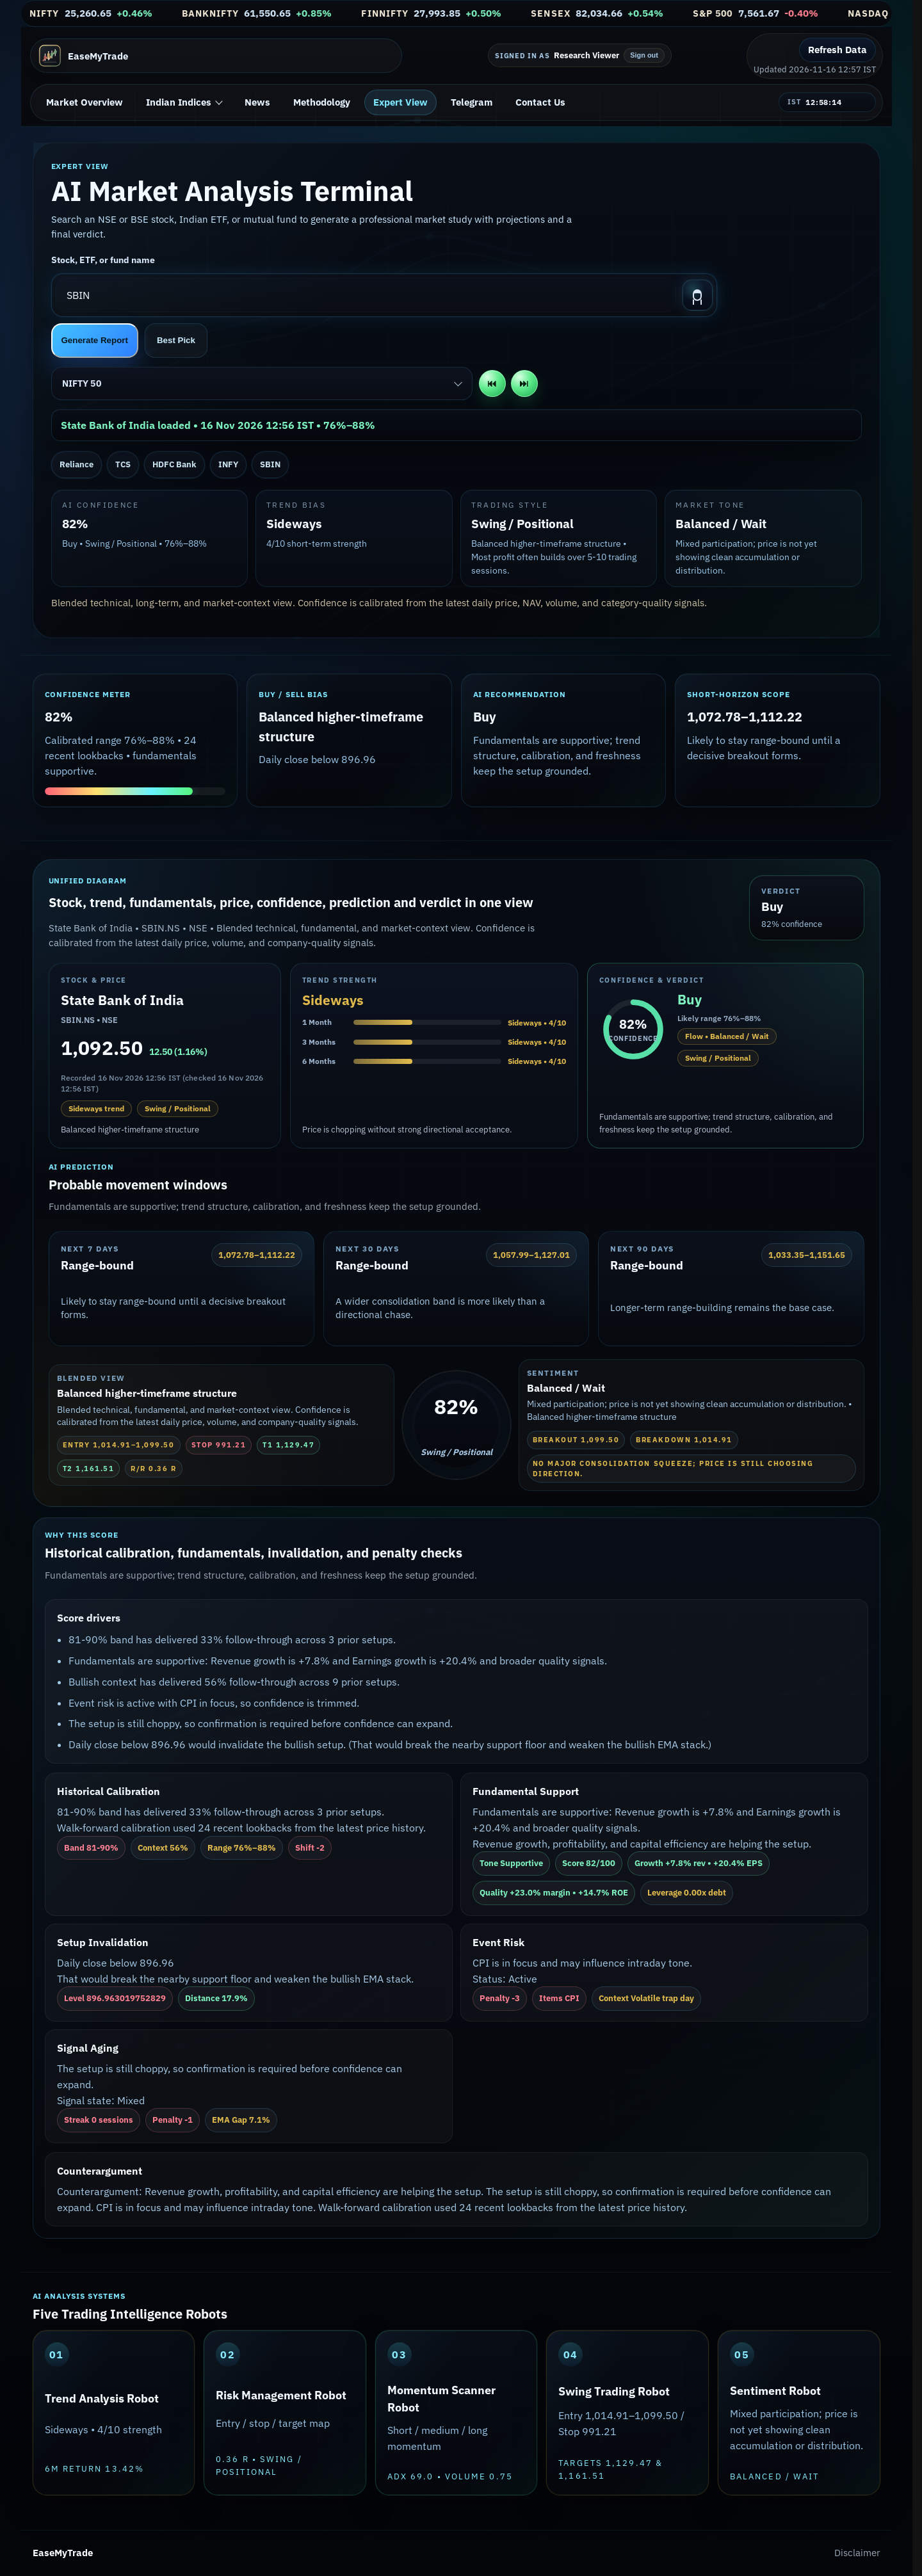 NIFTY 25,260.65 +0.46% BANKNIFTY 61,550.65 +0.85% FINNIFTY 27,993.85 +0.50% SENSEX 82,034.66 +0.54% S&P 500 7,561.67 -0.40% NASDAQ
EaseMyTrade
SIGNED IN AS Research Viewer Sign out
Refresh Data
Updated 2026-11-16 12:57 IST
Market Overview Indian Indices News Methodology Expert View Telegram Contact Us
IST 12:58:14
EXPERT VIEW
AI Market Analysis Terminal
Search an NSE or BSE stock, Indian ETF, or mutual fund to generate a professional market study with projections and a
final verdict.
Stock, ETF, or fund name
SBIN
Generate Report Best Pick
NIFTY 50
State Bank of India loaded • 16 Nov 2026 12:56 IST • 76%–88%
Reliance TCS HDFC Bank INFY SBIN
AI CONFIDENCE
82%
Buy • Swing / Positional • 76%–88%
TREND BIAS
Sideways
4/10 short-term strength
TRADING STYLE
Swing / Positional
Balanced higher-timeframe structure •
Most profit often builds over 5-10 trading
sessions.
MARKET TONE
Balanced / Wait
Mixed participation; price is not yet
showing clean accumulation or
distribution.
Blended technical, long-term, and market-context view. Confidence is calibrated from the latest daily price, NAV, volume, and category-quality signals.
CONFIDENCE METER
82%
Calibrated range 76%–88% • 24
recent lookbacks • fundamentals
supportive.
BUY / SELL BIAS
Balanced higher-timeframe
structure
Daily close below 896.96
AI RECOMMENDATION
Buy
Fundamentals are supportive; trend
structure, calibration, and freshness
keep the setup grounded.
SHORT-HORIZON SCOPE
1,072.78–1,112.22
Likely to stay range-bound until a
decisive breakout forms.
UNIFIED DIAGRAM
Stock, trend, fundamentals, price, confidence, prediction and verdict in one view
State Bank of India • SBIN.NS • NSE • Blended technical, fundamental, and market-context view. Confidence is
calibrated from the latest daily price, volume, and company-quality signals.
VERDICT
Buy
82% confidence
STOCK & PRICE
State Bank of India
SBIN.NS • NSE
1,092.50 12.50 (1.16%)
Recorded 16 Nov 2026 12:56 IST (checked 16 Nov 2026
12:56 IST)
Sideways trend Swing / Positional
Balanced higher-timeframe structure
TREND STRENGTH
Sideways
1 Month Sideways • 4/10
3 Months Sideways • 4/10
6 Months Sideways • 4/10
Price is chopping without strong directional acceptance.
CONFIDENCE & VERDICT
82%
CONFIDENCE
Buy
Likely range 76%–88%
Flow • Balanced / Wait
Swing / Positional
Fundamentals are supportive; trend structure, calibration, and
freshness keep the setup grounded.
AI PREDICTION
Probable movement windows
Fundamentals are supportive; trend structure, calibration, and freshness keep the setup grounded.
NEXT 7 DAYS
Range-bound
1,072.78–1,112.22
Likely to stay range-bound until a decisive breakout
forms.
NEXT 30 DAYS
Range-bound
1,057.99–1,127.01
A wider consolidation band is more likely than a
directional chase.
NEXT 90 DAYS
Range-bound
1,033.35–1,151.65
Longer-term range-building remains the base case.
BLENDED VIEW
Balanced higher-timeframe structure
Blended technical, fundamental, and market-context view. Confidence is
calibrated from the latest daily price, volume, and company-quality signals.
ENTRY 1,014.91–1,099.50 STOP 991.21 T1 1,129.47
T2 1,161.51 R/R 0.36 R
82%
Swing / Positional
SENTIMENT
Balanced / Wait
Mixed participation; price is not yet showing clean accumulation or distribution. •
Balanced higher-timeframe structure
BREAKOUT 1,099.50 BREAKDOWN 1,014.91
NO MAJOR CONSOLIDATION SQUEEZE; PRICE IS STILL CHOOSING
DIRECTION.
WHY THIS SCORE
Historical calibration, fundamentals, invalidation, and penalty checks
Fundamentals are supportive; trend structure, calibration, and freshness keep the setup grounded.
Score drivers
• 81-90% band has delivered 33% follow-through across 3 prior setups.
• Fundamentals are supportive: Revenue growth is +7.8% and Earnings growth is +20.4% and broader quality signals.
• Bullish context has delivered 56% follow-through across 9 prior setups.
• Event risk is active with CPI in focus, so confidence is trimmed.
• The setup is still choppy, so confirmation is required before confidence can expand.
• Daily close below 896.96 would invalidate the bullish setup. (That would break the nearby support floor and weaken the bullish EMA stack.)
Historical Calibration
81-90% band has delivered 33% follow-through across 3 prior setups.
Walk-forward calibration used 24 recent lookbacks from the latest price history.
Band 81-90% Context 56% Range 76%–88% Shift -2
Fundamental Support
Fundamentals are supportive: Revenue growth is +7.8% and Earnings growth is
+20.4% and broader quality signals.
Revenue growth, profitability, and capital efficiency are helping the setup.
Tone Supportive Score 82/100 Growth +7.8% rev • +20.4% EPS
Quality +23.0% margin • +14.7% ROE Leverage 0.00x debt
Setup Invalidation
Daily close below 896.96
That would break the nearby support floor and weaken the bullish EMA stack.
Level 896.963019752829 Distance 17.9%
Event Risk
CPI is in focus and may influence intraday tone.
Status: Active
Penalty -3 Items CPI Context Volatile trap day
Signal Aging
The setup is still choppy, so confirmation is required before confidence can
expand.
Signal state: Mixed
Streak 0 sessions Penalty -1 EMA Gap 7.1%
Counterargument
Counterargument: Revenue growth, profitability, and capital efficiency are helping the setup. The setup is still choppy, so confirmation is required before confidence can
expand. CPI is in focus and may influence intraday tone. Walk-forward calibration used 24 recent lookbacks from the latest price history.
AI ANALYSIS SYSTEMS
Five Trading Intelligence Robots
01
Trend Analysis Robot
Sideways • 4/10 strength
6M RETURN 13.42%
02
Risk Management Robot
Entry / stop / target map
0.36 R • SWING /
POSITIONAL
03
Momentum Scanner
Robot
Short / medium / long
momentum
ADX 69.0 • VOLUME 0.75
04
Swing Trading Robot
Entry 1,014.91–1,099.50 /
Stop 991.21
TARGETS 1,129.47 &
1,161.51
05
Sentiment Robot
Mixed participation; price is
not yet showing clean
accumulation or distribution.
BALANCED / WAIT
EaseMyTrade
Disclaimer